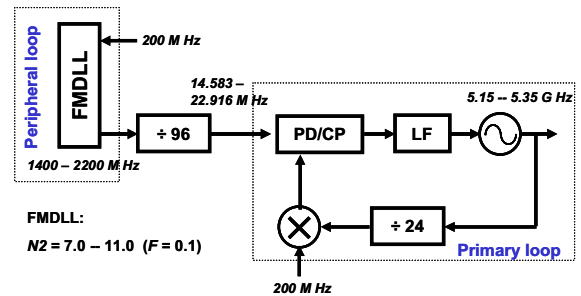 Peripheral loop
FMDLL
200 M Hz
14.583 –
22.916 M Hz
÷ 96
1400 – 2200 M Hz
PD/CP
LF
5.15 -- 5.35 G Hz
÷ 24
Primary loop
200 M Hz
FMDLL:
N2 = 7.0 -- 11.0 (F = 0.1)